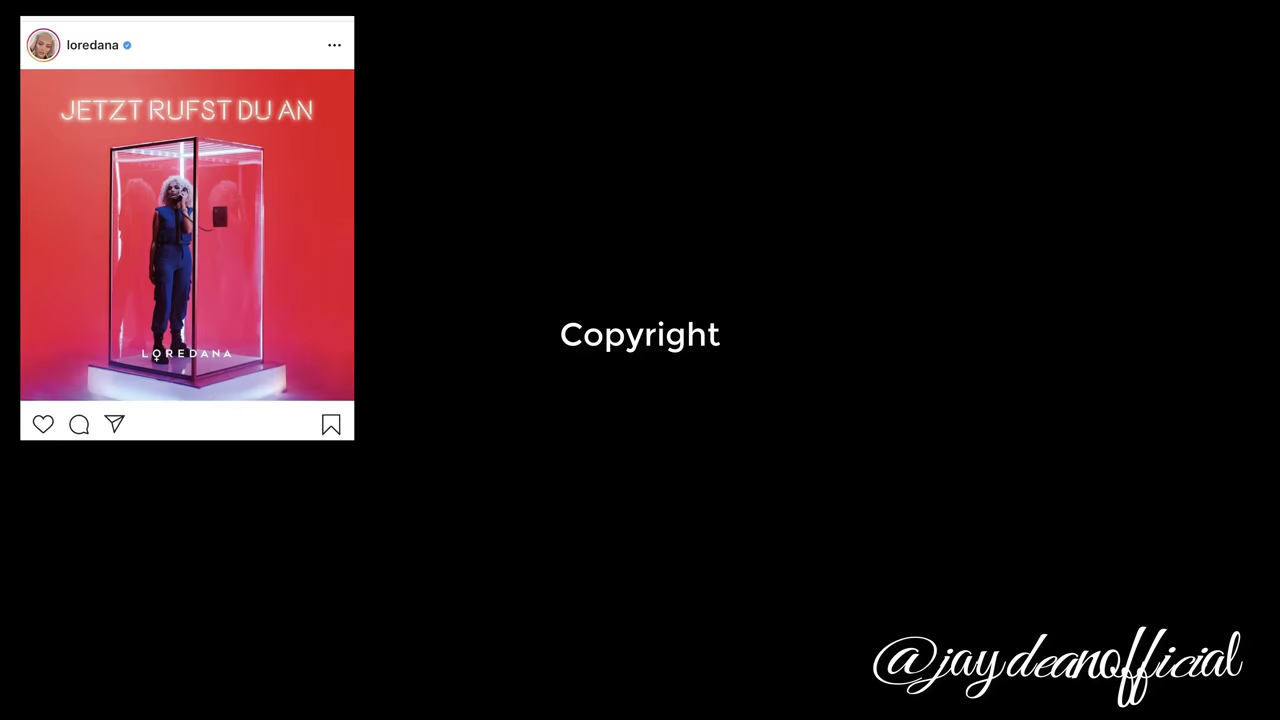 loredana
JETZT RUFST DU AN
LOREDANA
Copyright
@jaydeanofficial